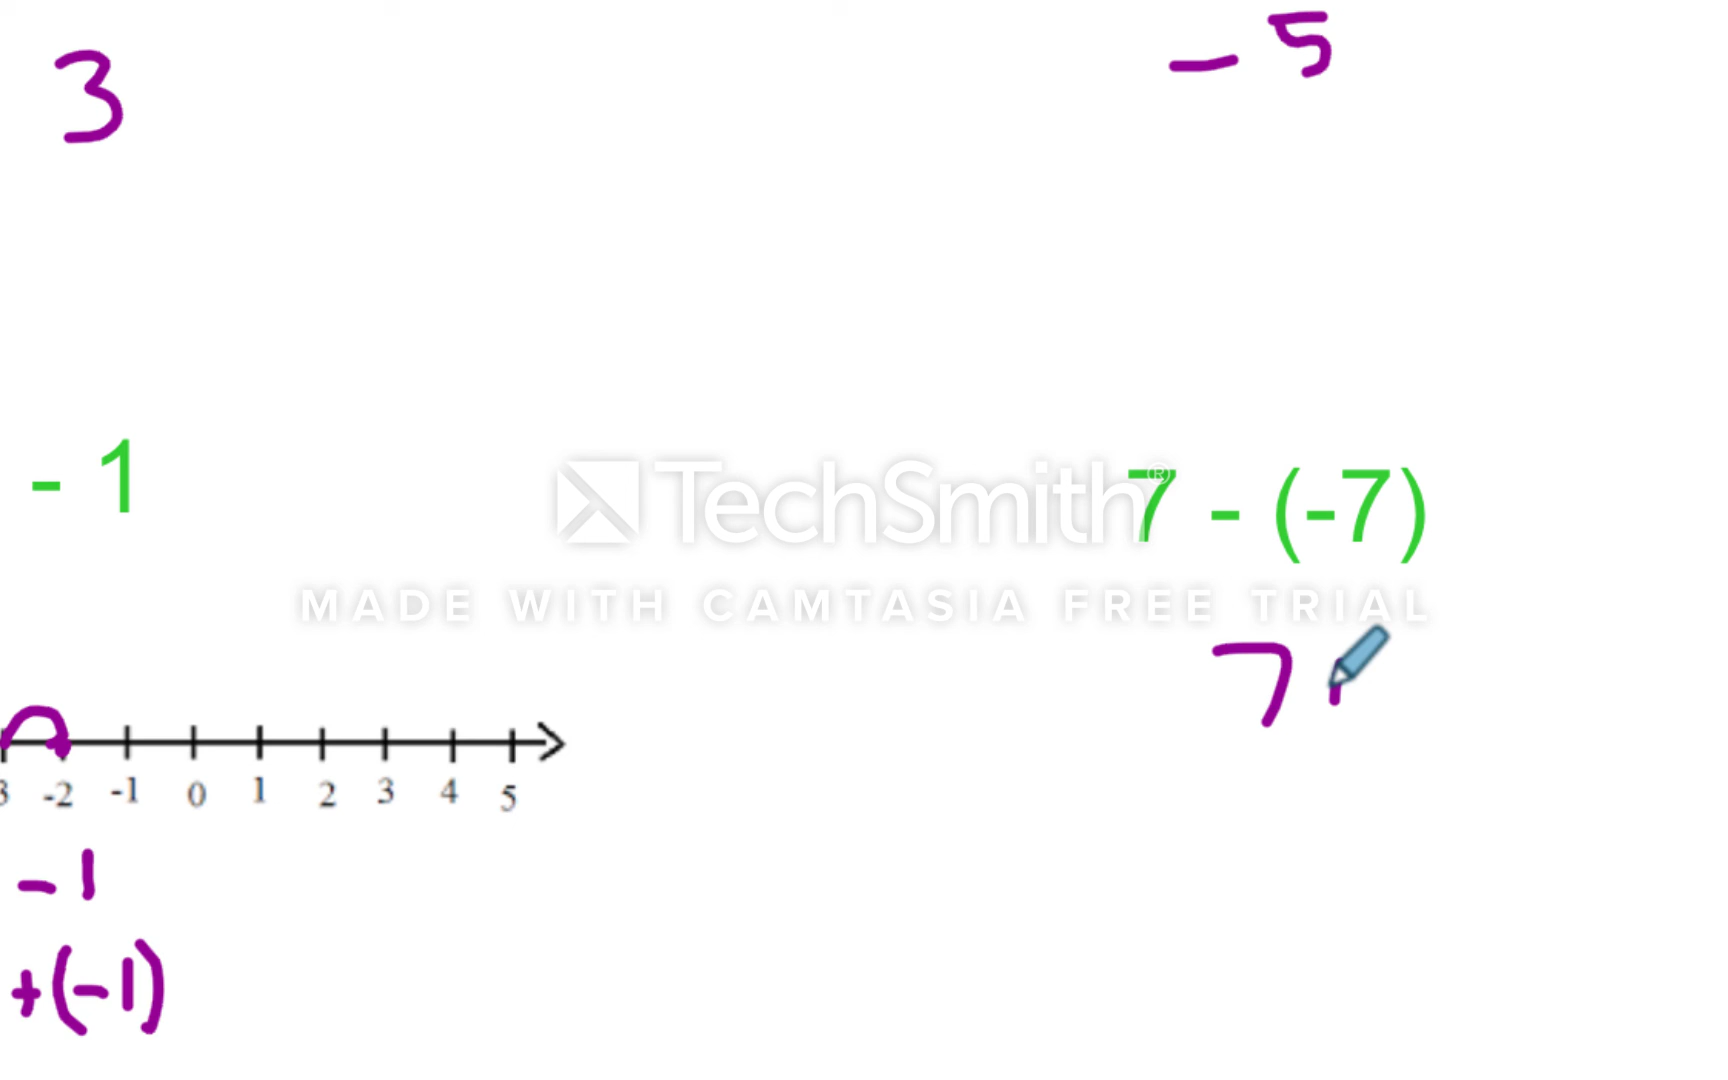 3
- 5
- 1
TechSmith®
7 - (-7)
MADE WITH CAMTASIA FREE TRIAL
7
-2 -1 0 1 2 3 4 5
- 1
+(-1)